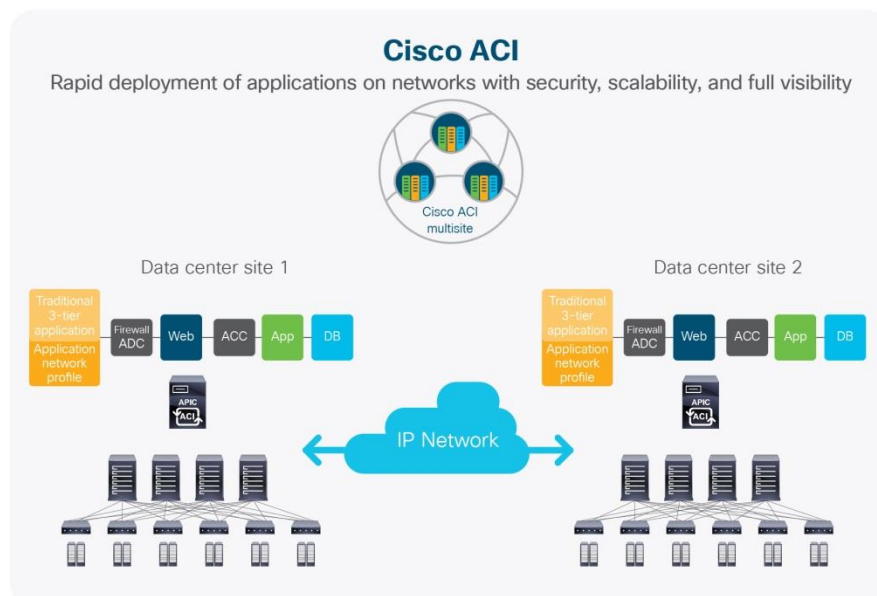 Cisco ACI
Rapid deployment of applications on networks with security, scalability, and full visibility
Cisco ACI
multisite
Data center site 1
Traditional
3-tier
application
Application
network
profile
Firewall
ADC
Web
ACC
App
DB
APIC
ACI
Data center site 2
Traditional
3-tier
application
Application
network
profile
Firewall
ADC
Web
ACC
App
DB
APIC
ACI
IP Network